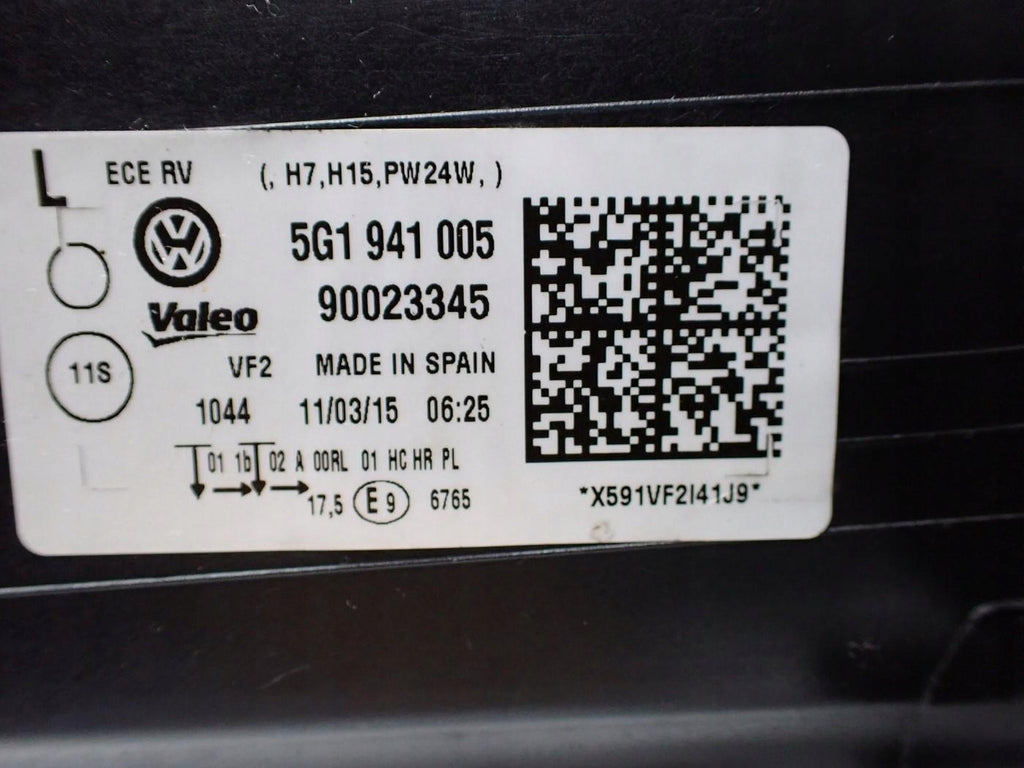 L ECE RV (, H7,H15,PW24W, )
5G1 941 005
Valeo 90023345
11S
VF2 MADE IN SPAIN
1044 11/03/15 06:25
01 1b 02 A 00RL 01 HC HR PL
17,5 E 9 6765
*X591VF2I41J9*